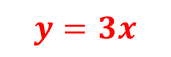 y = 3x